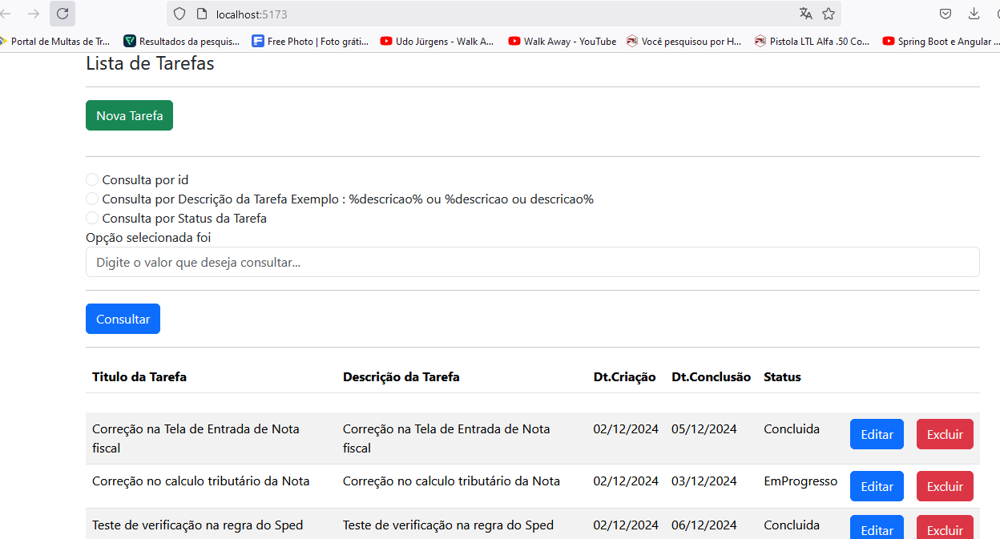 localhost:5173
Portal de Multas de Tr... Resultados da pesquis... Free Photo | Foto gráti... Udo Jürgens - Walk A... Walk Away - YouTube Você pesquisou por H... Pistola LTL Alfa .50 Co... Spring Boot e Angular ...
Lista de Tarefas
Nova Tarefa
Consulta por id
Consulta por Descrição da Tarefa Exemplo : %descricao% ou %descricao ou descricao%
Consulta por Status da Tarefa
Opção selecionada foi
Digite o valor que deseja consultar...
Consultar
Titulo da Tarefa Descrição da Tarefa Dt.Criação Dt.Conclusão Status
Correção na Tela de Entrada de Nota Correção na Tela de Entrada de Nota 02/12/2024 05/12/2024 Concluida Editar Excluir
fiscal fiscal
Correção no calculo tributário da Nota Correção no calculo tributário da Nota 02/12/2024 03/12/2024 EmProgresso Editar Excluir
Teste de verificação na regra do Sped Teste de verificação na regra do Sped 02/12/2024 06/12/2024 Concluida Editar Excluir